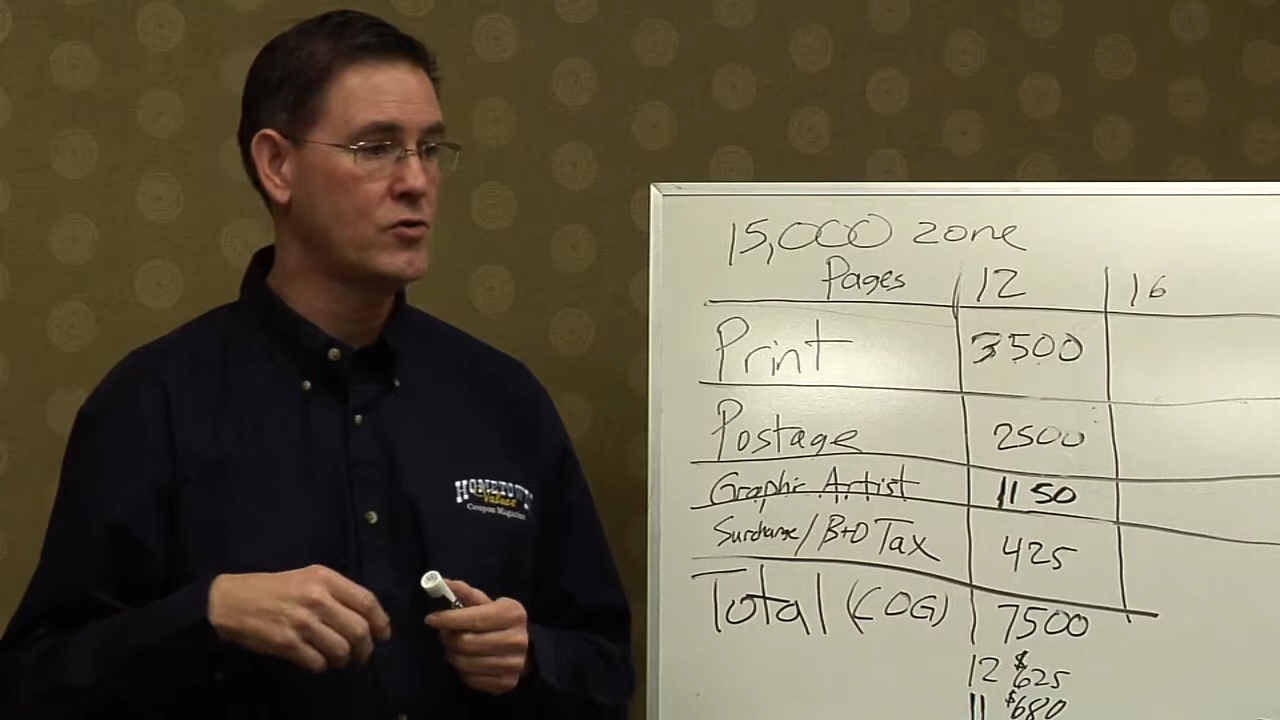 15,000 zone
Pages 12 16
Print 3500
Postage 2500
Graphic Artist 1150
Surcharge/B+O Tax 425
Total (COG) 7500
12 $625
11 $680
HOMETOWN
Values
Coupon Magazine